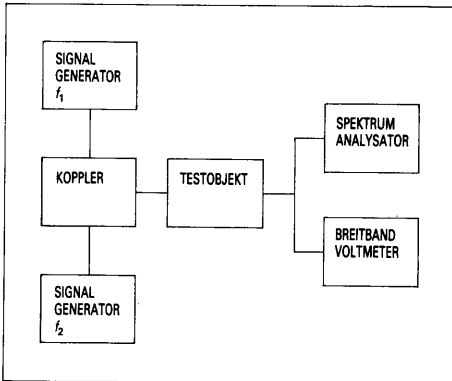 SIGNAL
GENERATOR
f1
KOPPLER
TESTOBJEKT
SPEKTRUM
ANALYSATOR
BREITBAND
VOLTMETER
SIGNAL
GENERATOR
f2